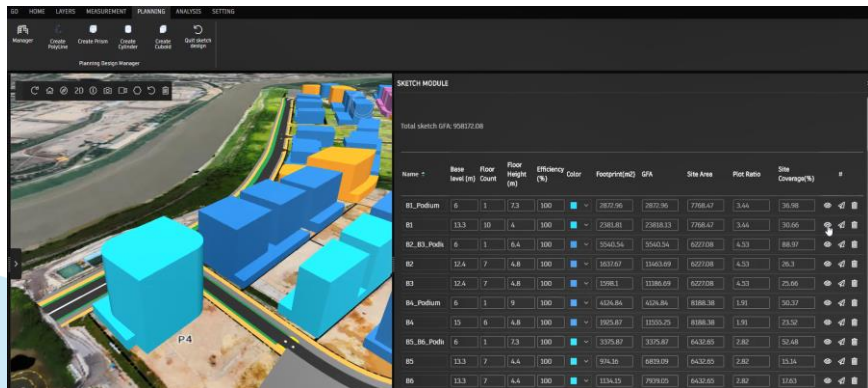 GO HOME LAYERS MEASUREMENT PLANNING ANALYSIS SETTING
Manager
Create PolyLine
Create Prism
Create Cylinder
Create Cuboid
Quit sketch design
Planning Design Manager
2D
P4
SKETCH MODULE
Total sketch GFA: 958172.08
Name Base level (m) Floor Count Floor Height (m) Efficiency (%) Color Footprint(m2) GFA Site Area Plot Ratio Site Coverage(%) #
B1_Podium 6 1 7.3 100 2872.96 2872.96 7768.47 3.44 36.98
B1 13.3 10 4 100 2381.81 23818.13 7768.47 3.44 30.66
B2_B3_Podiu 6 1 6.4 100 5540.54 5540.54 6227.08 4.53 88.97
B2 12.4 7 4.8 100 1637.67 11463.69 6227.08 4.53 26.3
B3 12.4 7 4.8 100 1598.1 11186.69 6227.08 4.53 25.66
B4_Podium 6 1 9 100 4124.84 4124.84 8188.38 1.91 50.37
B4 15 6 4.8 100 1925.87 11555.25 8188.38 1.91 23.52
B5_B6_Podiu 6 1 7.3 100 3375.87 3375.87 6432.65 2.82 52.48
B5 13.3 7 4.4 100 974.16 6819.09 6432.65 2.82 15.14
B6 13.3 7 4.4 100 1134.15 7939.05 6432.65 2.82 17.63